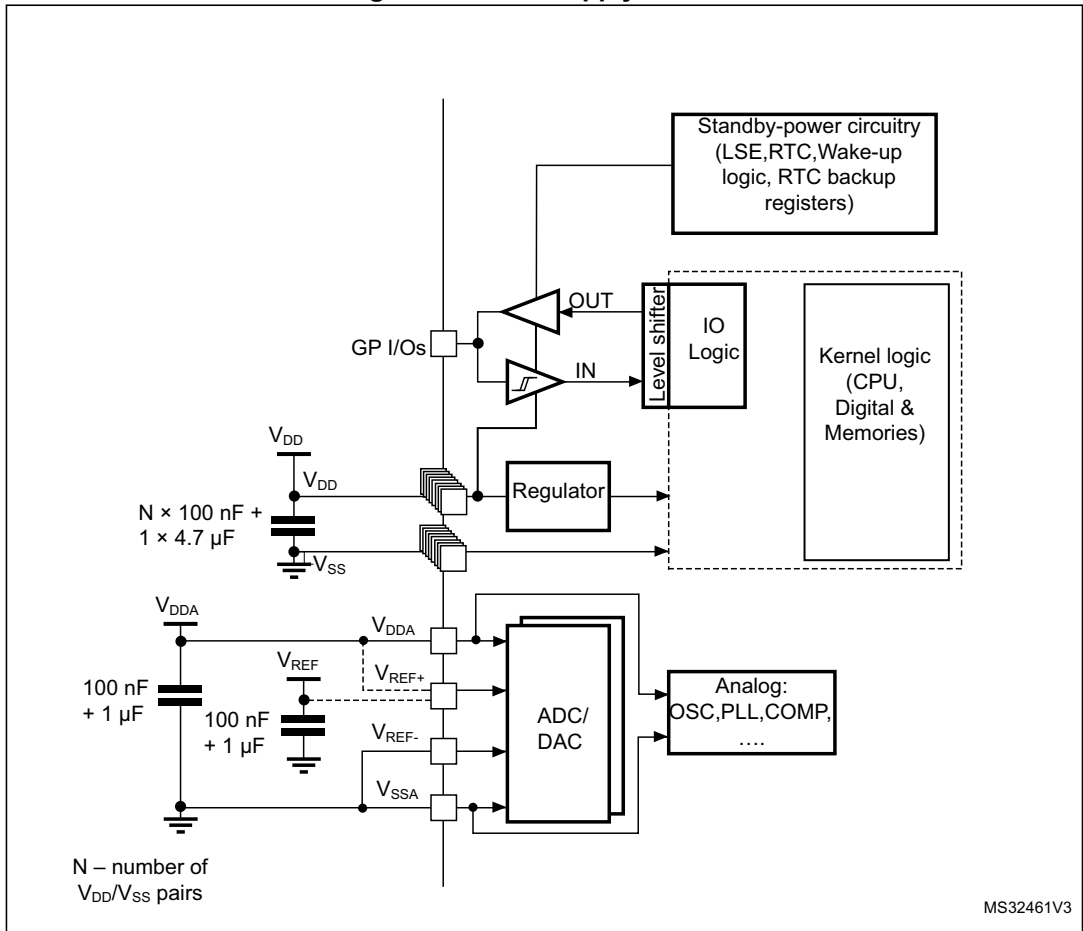 Standby-power circuitry
(LSE,RTC,Wake-up
logic, RTC backup
registers)
OUT
IN
GP I/Os
Level shifter
IO
Logic
Kernel logic
(CPU,
Digital &
Memories)
VDD
VDD
N × 100 nF +
1 × 4.7 µF
VSS
Regulator
VDDA
VDDA
VREF
VREF+
100 nF
+ 1 µF
100 nF
+ 1 µF
VREF-
VSSA
ADC/
DAC
Analog:
OSC,PLL,COMP,
....
N – number of
VDD/VSS pairs
MS32461V3